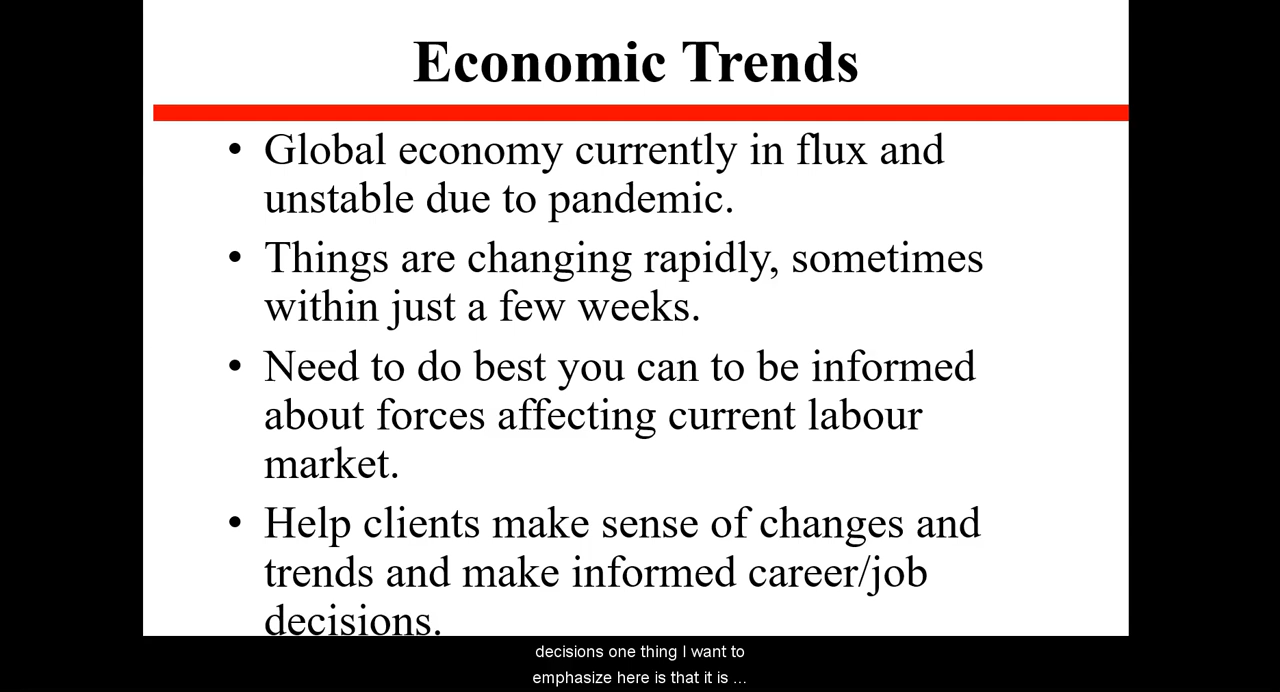 Economic Trends
• Global economy currently in flux and
unstable due to pandemic.
• Things are changing rapidly, sometimes
within just a few weeks.
• Need to do best you can to be informed
about forces affecting current labour
market.
• Help clients make sense of changes and
trends and make informed career/job
decisions.
decisions one thing I want to
emphasize here is that it is ...